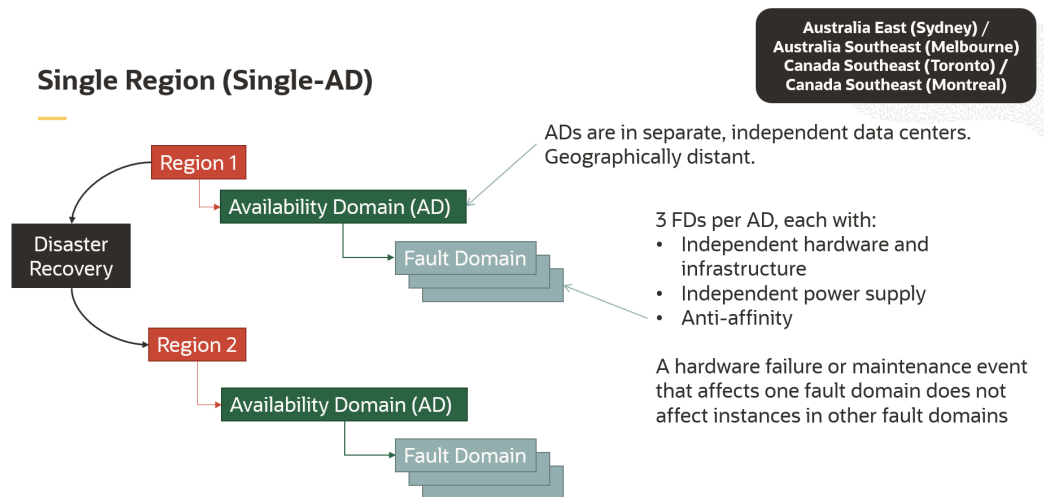 Australia East (Sydney) /
Australia Southeast (Melbourne)
Canada Southeast (Toronto) /
Canada Southeast (Montreal)
Single Region (Single-AD)
ADs are in separate, independent data centers.
Geographically distant.
Region 1
Availability Domain (AD)
3 FDs per AD, each with:
• Independent hardware and
infrastructure
• Independent power supply
• Anti-affinity
Disaster
Recovery
Fault Domain
Region 2
A hardware failure or maintenance event
that affects one fault domain does not
affect instances in other fault domains
Availability Domain (AD)
Fault Domain